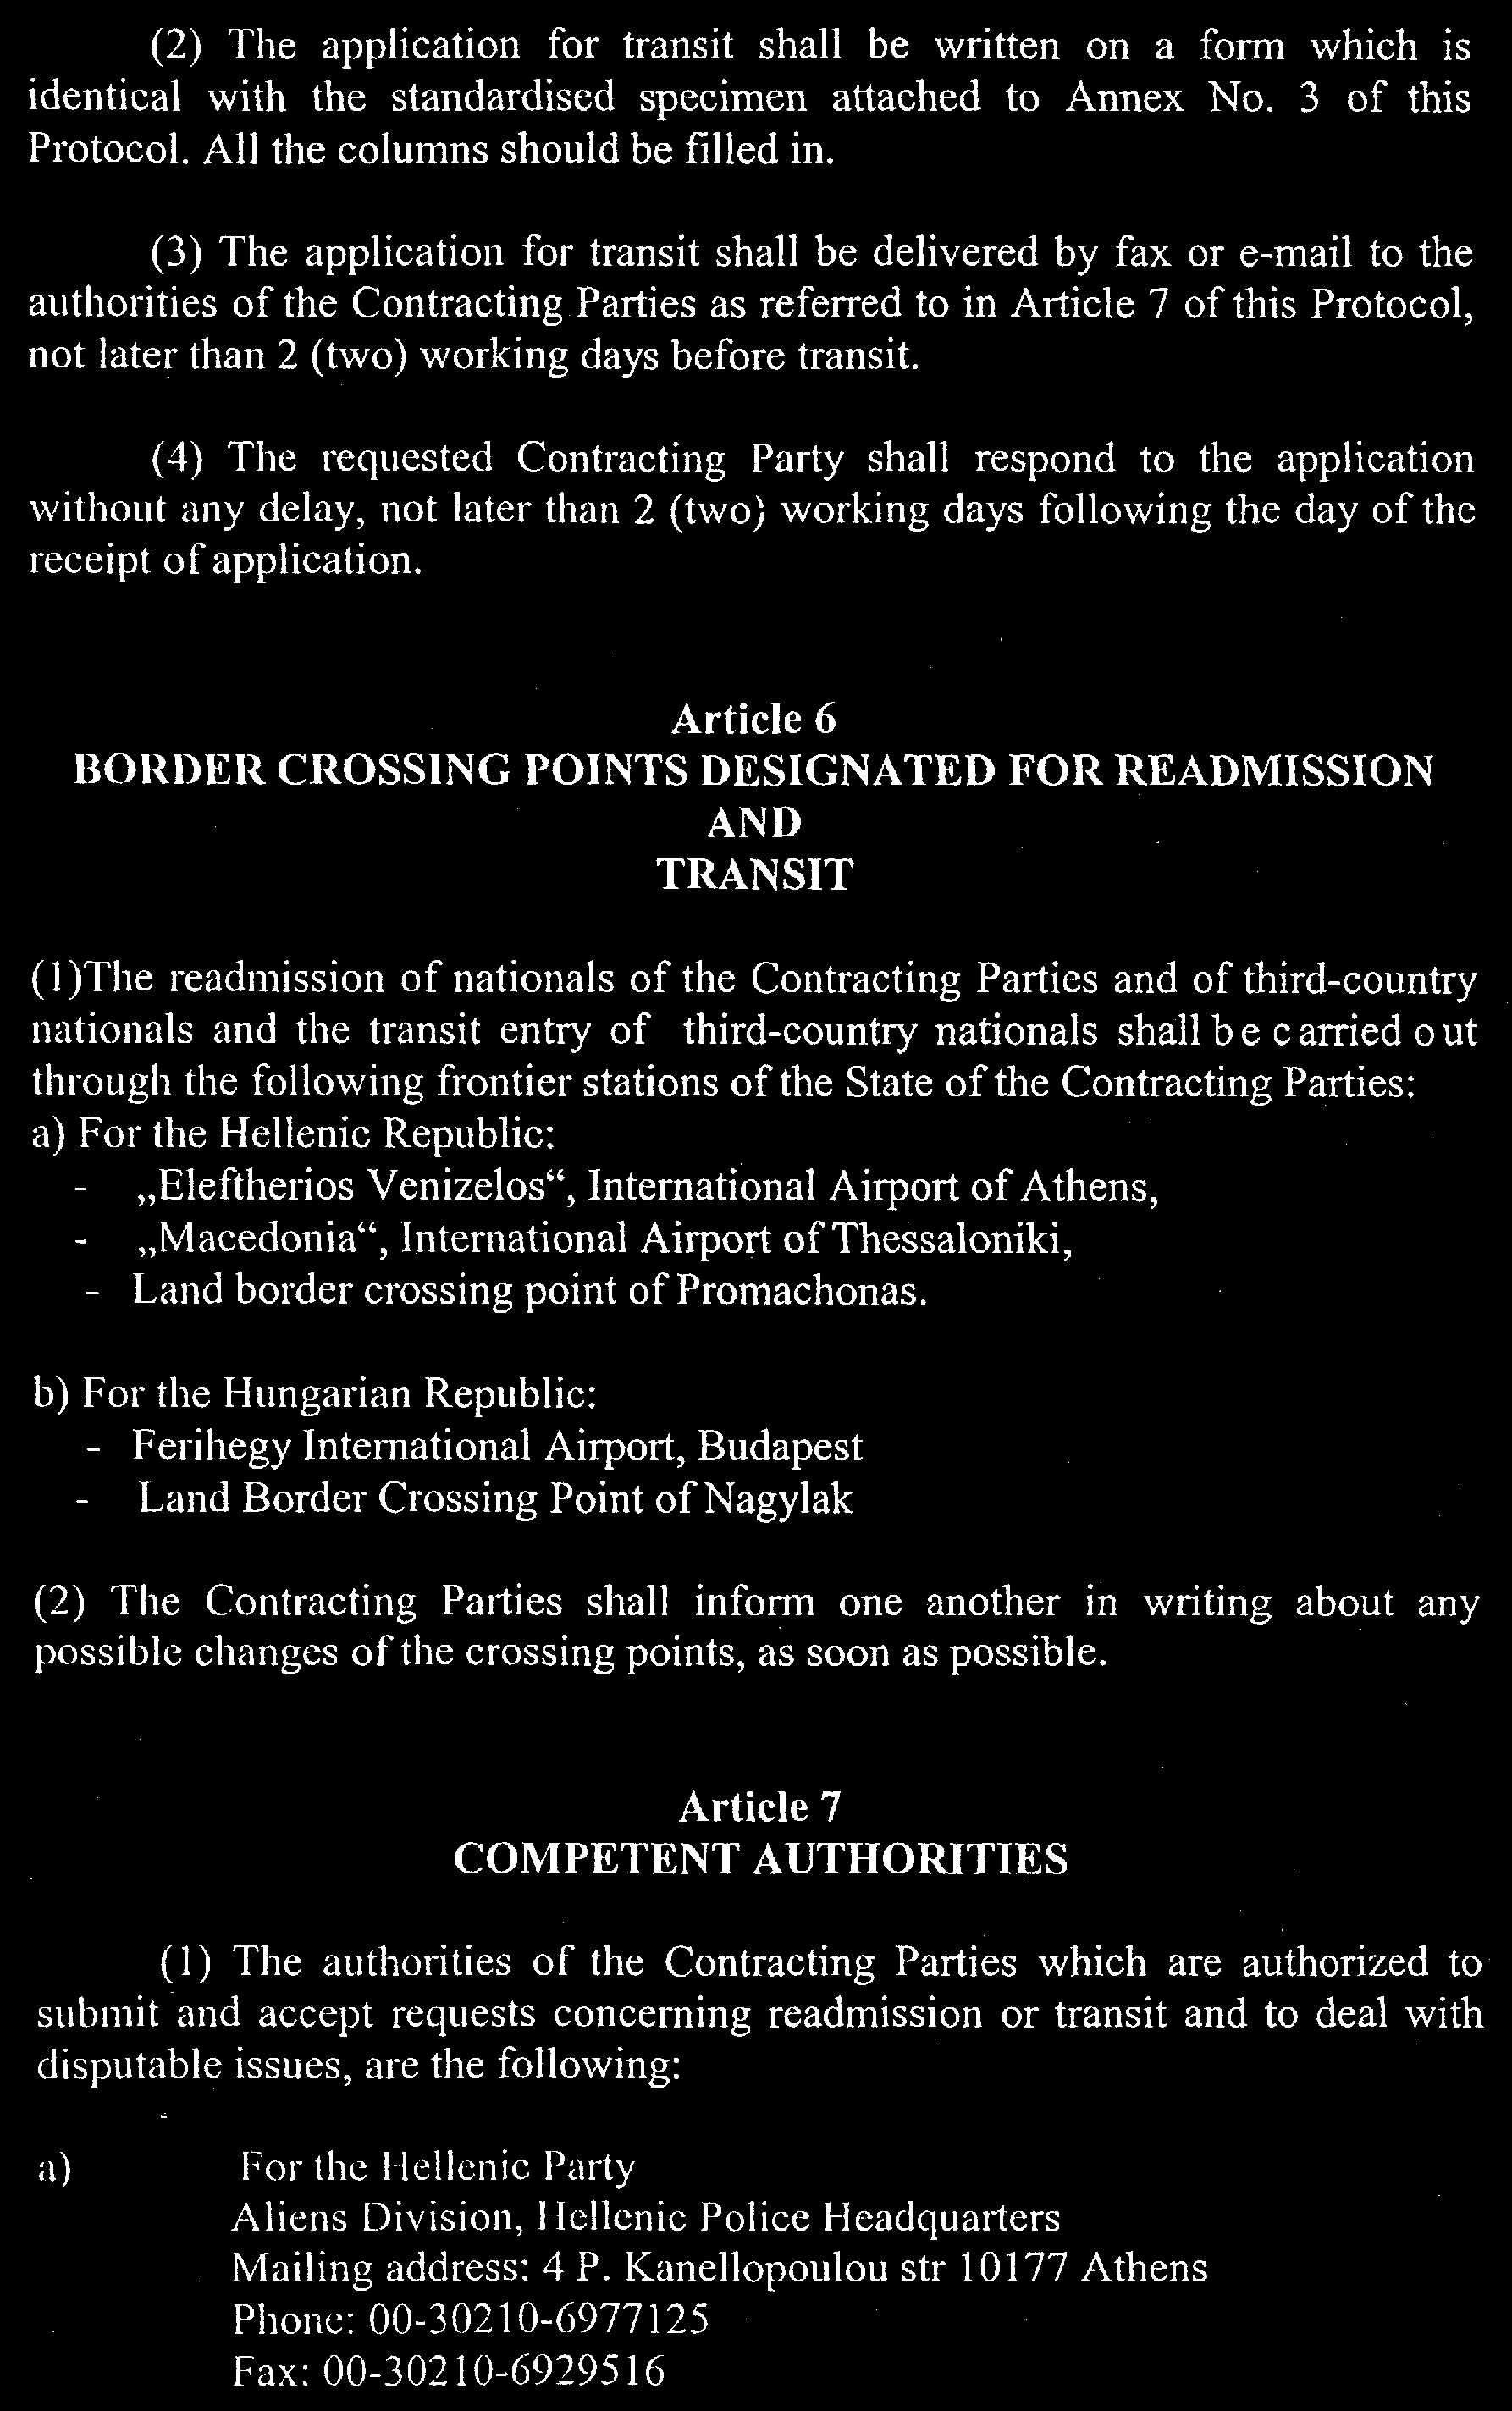 (2) The application for transit shall be written on a form which is
identical with the standardised specimen attached to Annex No. 3 of this
Protocol. All the columns should be filled in.
(3) The application for transit shall be delivered by fax or e-mail to the
authorities of the Contracting Parties as referred to in Article 7 of this Protocol,
not later than 2 (two) working days before transit.
(4) The requested Contracting Party shall respond to the application
without any delay, not later than 2 (two) working days following the day of the
receipt of application.
Article 6
BORDER CROSSING POINTS DESIGNATED FOR READMISSION
AND
TRANSIT
(1)The readmission of nationals of the Contracting Parties and of third-country
nationals and the transit entry of third-country nationals shall be carried out
through the following frontier stations of the State of the Contracting Parties:
a) For the Hellenic Republic:
- „Eleftherios Venizelos“, International Airport of Athens,
- „Macedonia“, International Airport of Thessaloniki,
- Land border crossing point of Promachonas.
b) For the Hungarian Republic:
- Ferihegy International Airport, Budapest
- Land Border Crossing Point of Nagylak
(2) The Contracting Parties shall inform one another in writing about any
possible changes of the crossing points, as soon as possible.
Article 7
COMPETENT AUTHORITIES
(1) The authorities of the Contracting Parties which are authorized to
submit and accept requests concerning readmission or transit and to deal with
disputable issues, are the following:
a) For the Hellenic Party
Aliens Division, Hellenic Police Headquarters
Mailing address: 4 P. Kanellopoulou str 10177 Athens
Phone: 00-30210-6977125
Fax: 00-30210-6929516